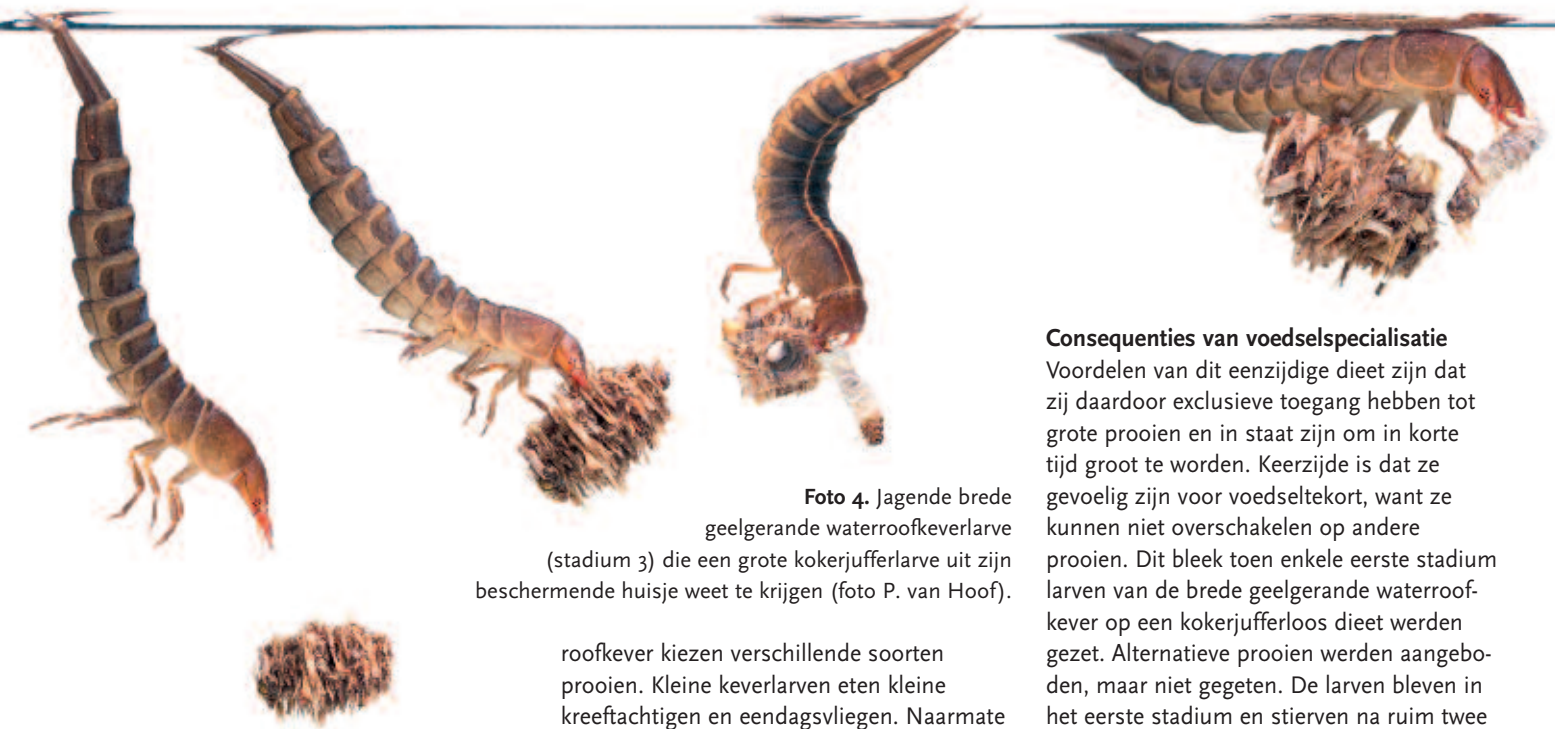 Foto 4. Jagende brede
geelgerande waterroofkeverlarve
(stadium 3) die een grote kokerjufferlarve uit zijn
beschermende huisje weet te krijgen (foto P. van Hoof).
roofkever kiezen verschillende soorten
prooien. Kleine keverlarven eten kleine
kreeftachtigen en eendagsvliegen. Naarmate
Consequenties van voedselspecialisatie
Voordelen van dit eenzijdige dieet zijn dat
zij daardoor exclusieve toegang hebben tot
grote prooien en in staat zijn om in korte
tijd groot te worden. Keerzijde is dat ze
gevoelig zijn voor voedseltekort, want ze
kunnen niet overschakelen op andere
prooien. Dit bleek toen enkele eerste stadium
larven van de brede geelgerande waterroof-
kever op een kokerjufferloos dieet werden
gezet. Alternatieve prooien werden aangebo-
den, maar niet gegeten. De larven bleven in
het eerste stadium en stierven na ruim twee